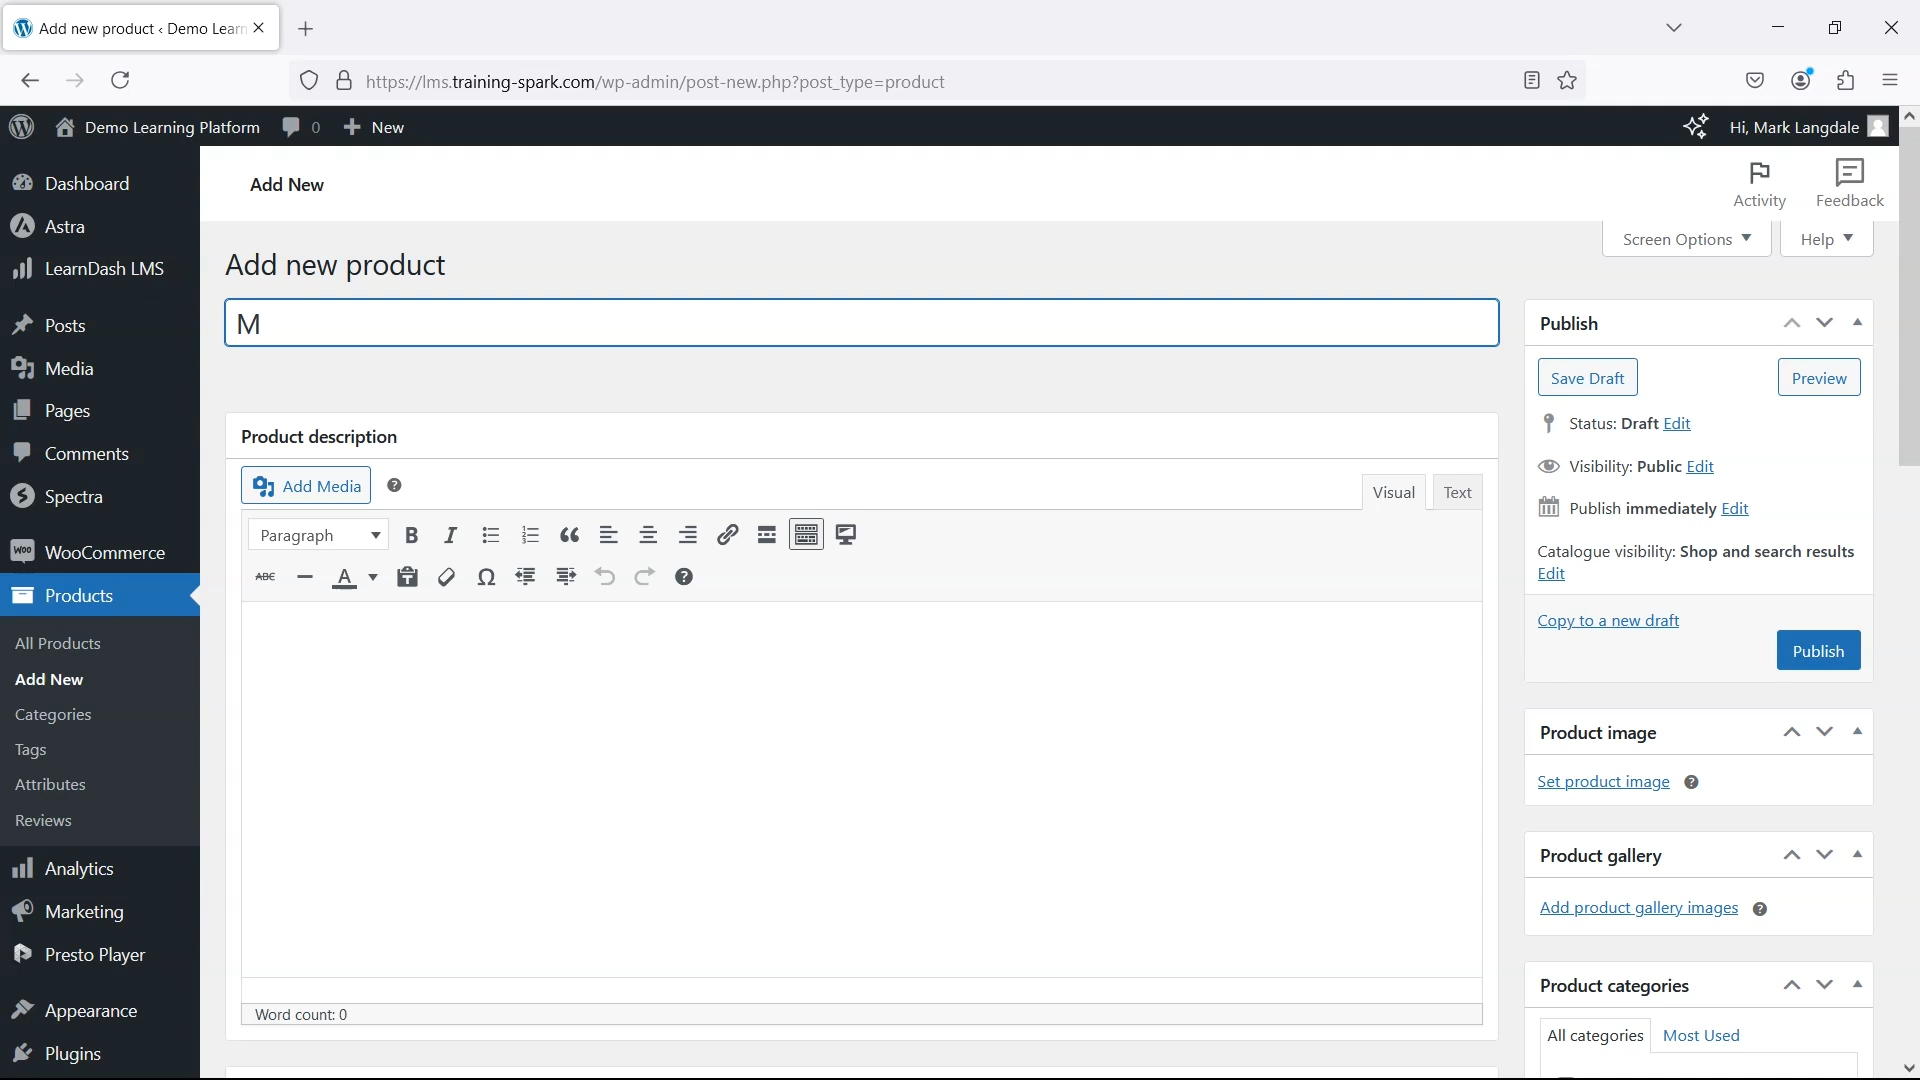 Add new product ‹ Demo Learn
https://lms.training-spark.com/wp-admin/post-new.php?post_type=product
Demo Learning Platform
0
New
Hi, Mark Langdale
Dashboard
Astra
LearnDash LMS
Posts
Media
Pages
Comments
Spectra
WooCommerce
Products
All Products
Add New
Categories
Tags
Attributes
Reviews
Analytics
Marketing
Presto Player
Appearance
Plugins
Add New
Activity
Feedback
Screen Options
Help
Add new product
M
Product description
Add Media
Visual
Text
Paragraph
B I
ABC A
Word count: 0
Publish
Save Draft
Preview
Status: Draft Edit
Visibility: Public Edit
Publish immediately Edit
Catalogue visibility: Shop and search results
Edit
Copy to a new draft
Publish
Product image
Set product image
Product gallery
Add product gallery images
Product categories
All categories
Most Used